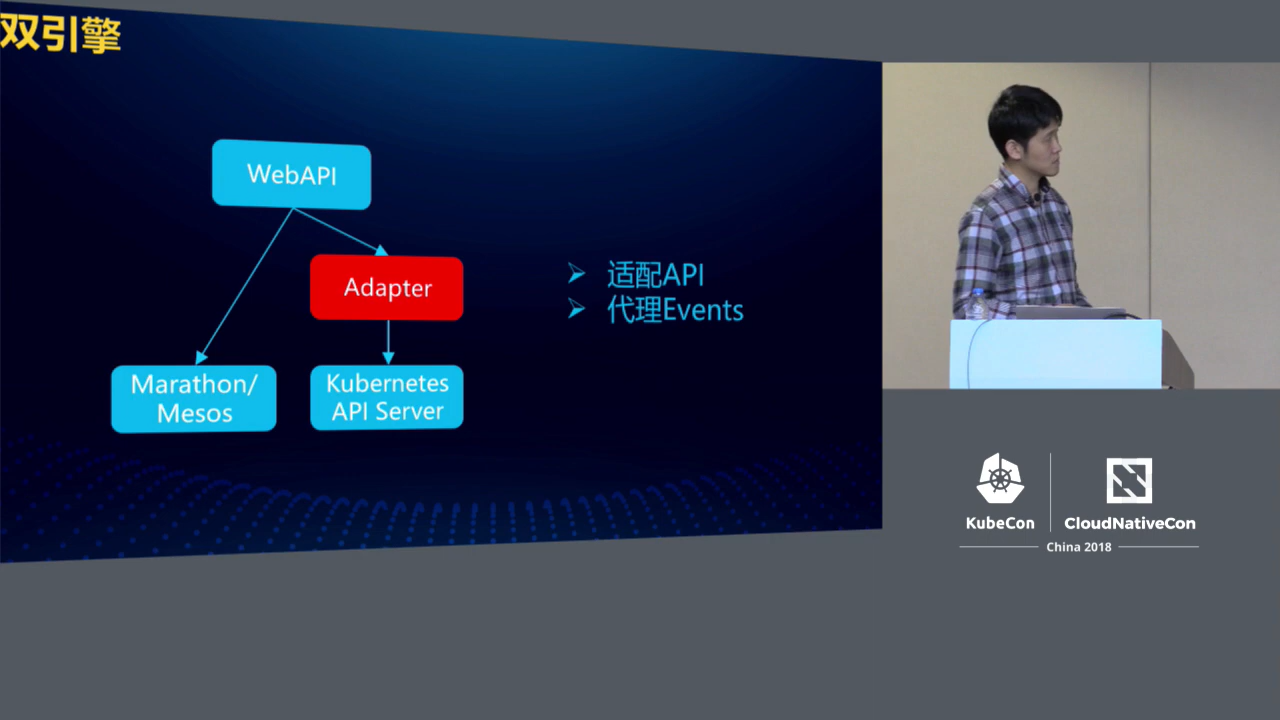 双引擎
WebAPI
Adapter
Marathon/
Mesos
Kubernetes
API Server
➢ 适配API
➢ 代理Events
KubeCon
CloudNativeCon
China 2018